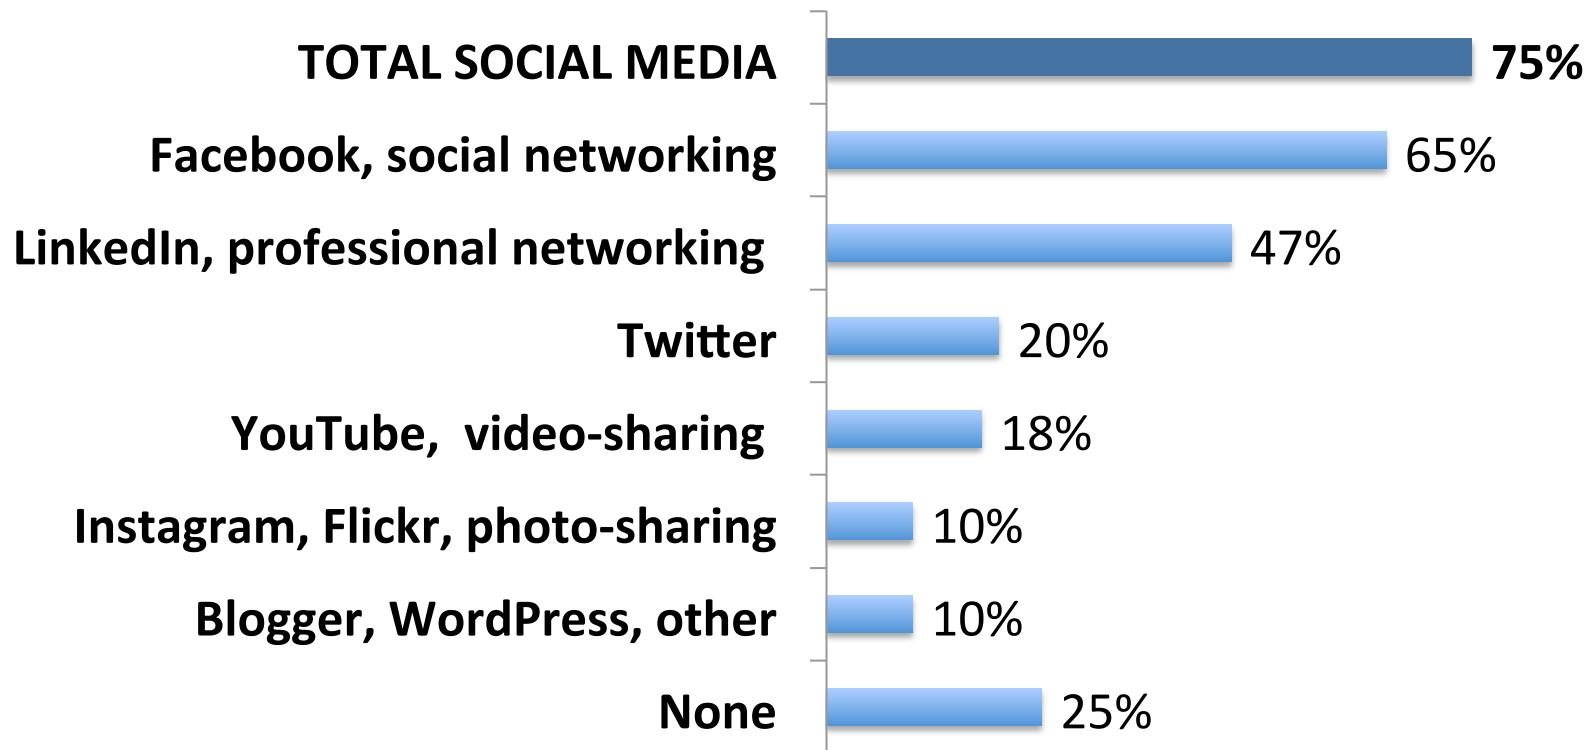 TOTAL SOCIAL MEDIA 75%
Facebook, social networking 65%
LinkedIn, professional networking 47%
Twitter 20%
YouTube, video-sharing 18%
Instagram, Flickr, photo-sharing 10%
Blogger, WordPress, other 10%
None 25%